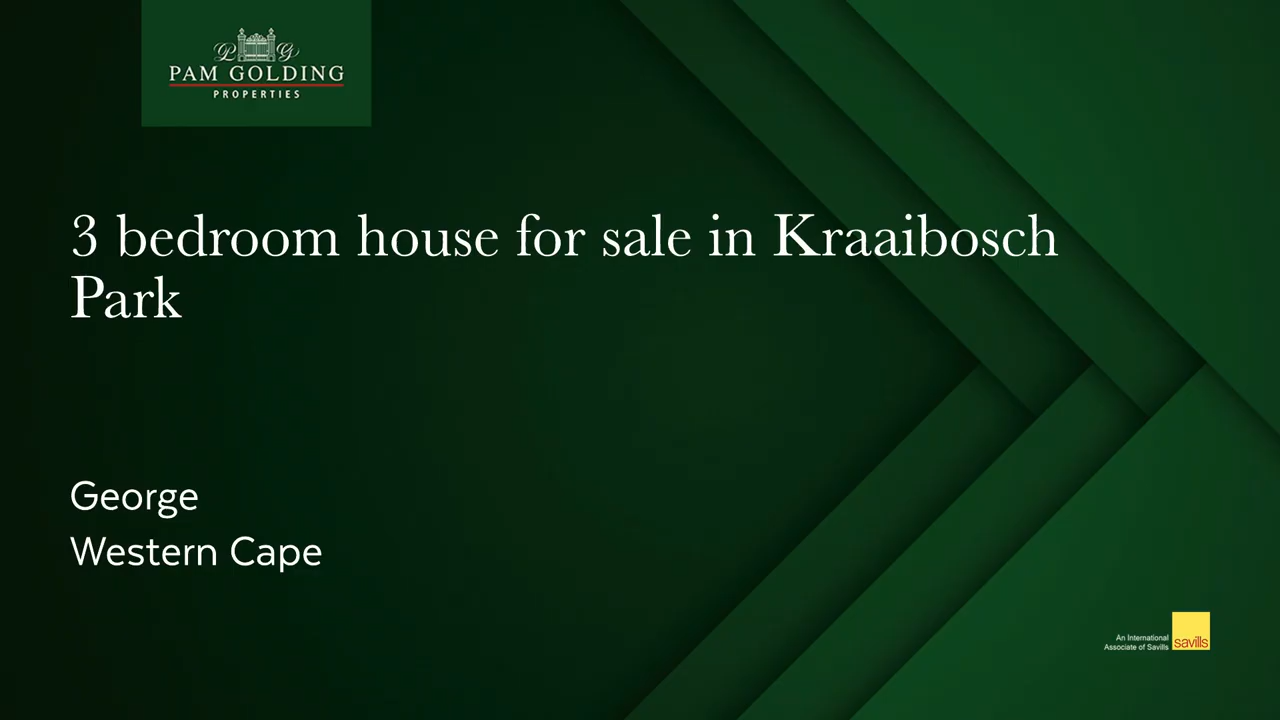 P G
PAM GOLDING
PROPERTIES
3 bedroom house for sale in Kraaibosch
Park
George
Western Cape
An International
Associate of Savills
savills